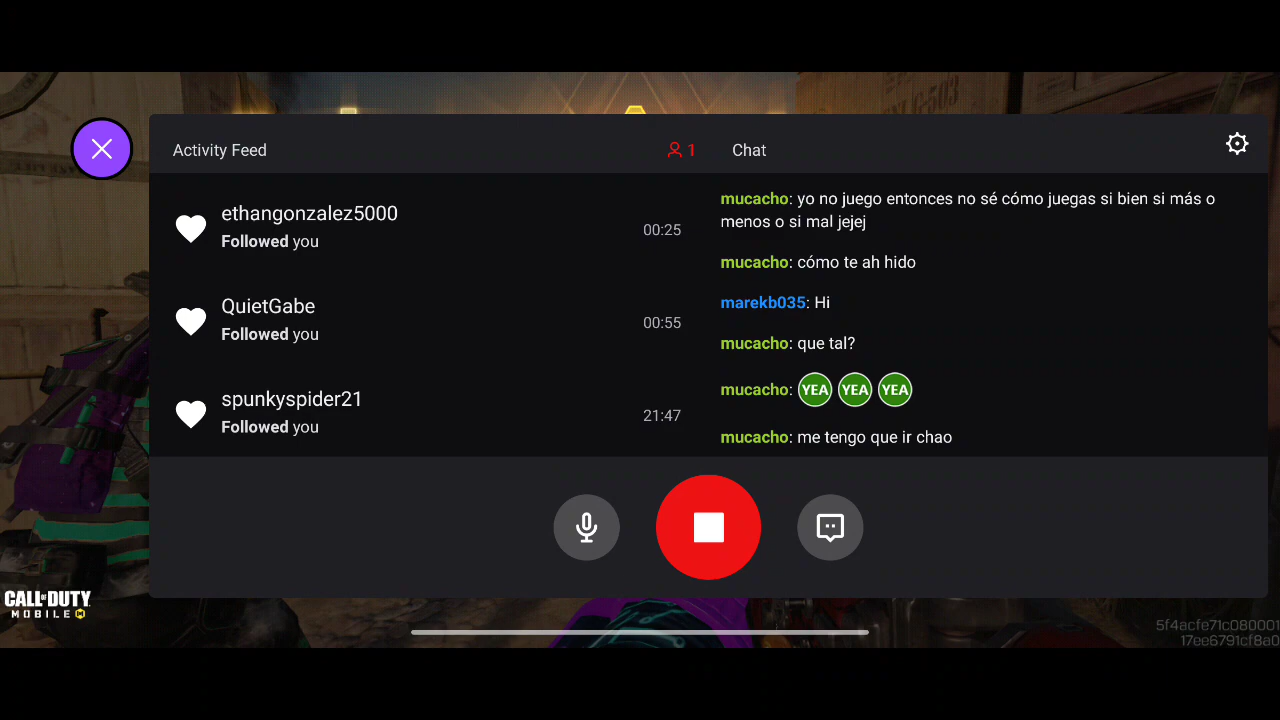 Activity Feed
1
Chat
ethangonzalez5000
Followed you
00:25
QuietGabe
Followed you
00:55
spunkyspider21
Followed you
21:47
mucacho: yo no juego entonces no sé cómo juegas si bien si más o
menos o si mal jejej
mucacho: cómo te ah hido
marekb035: Hi
mucacho: que tal?
mucacho: YEA YEA YEA
mucacho: me tengo que ir chao
CALL OF DUTY
MOBILE
5f4acfe71c080001
17ee6791cf8a0